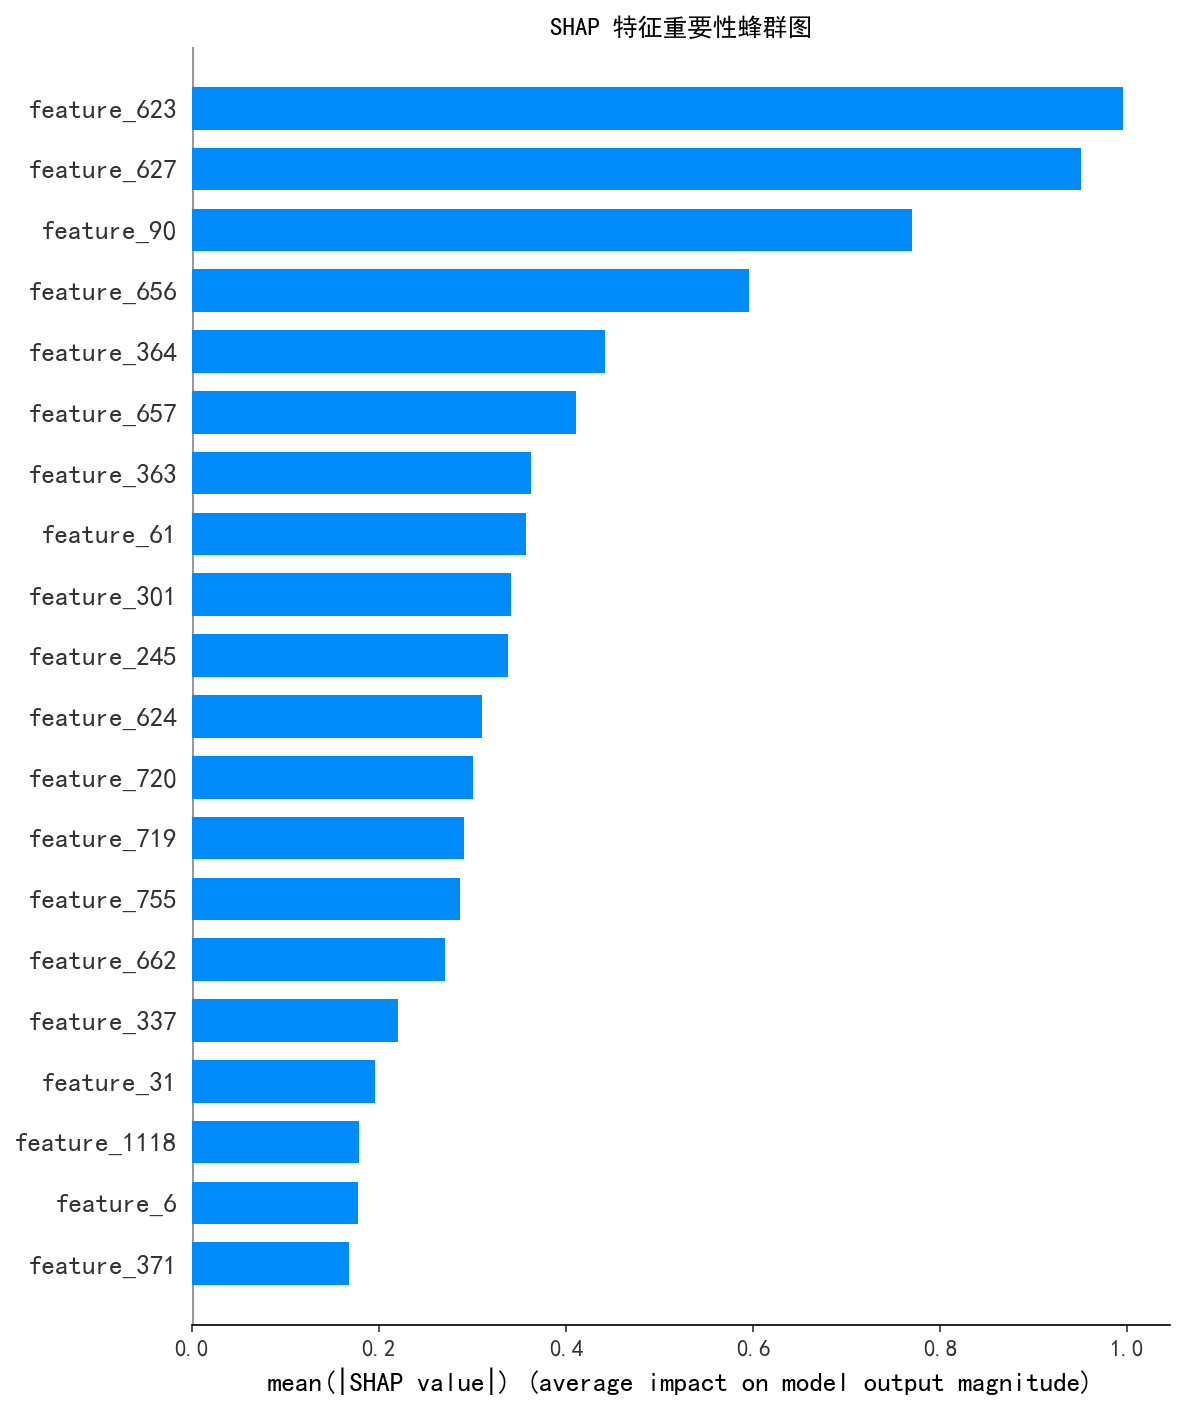 SHAP 特征重要性蜂群图
feature_623
feature_627
feature_90
feature_656
feature_364
feature_657
feature_363
feature_61
feature_301
feature_245
feature_624
feature_720
feature_719
feature_755
feature_662
feature_337
feature_31
feature_1118
feature_6
feature_371
0.0 0.2 0.4 0.6 0.8 1.0
mean(|SHAP value|) (average impact on model output magnitude)